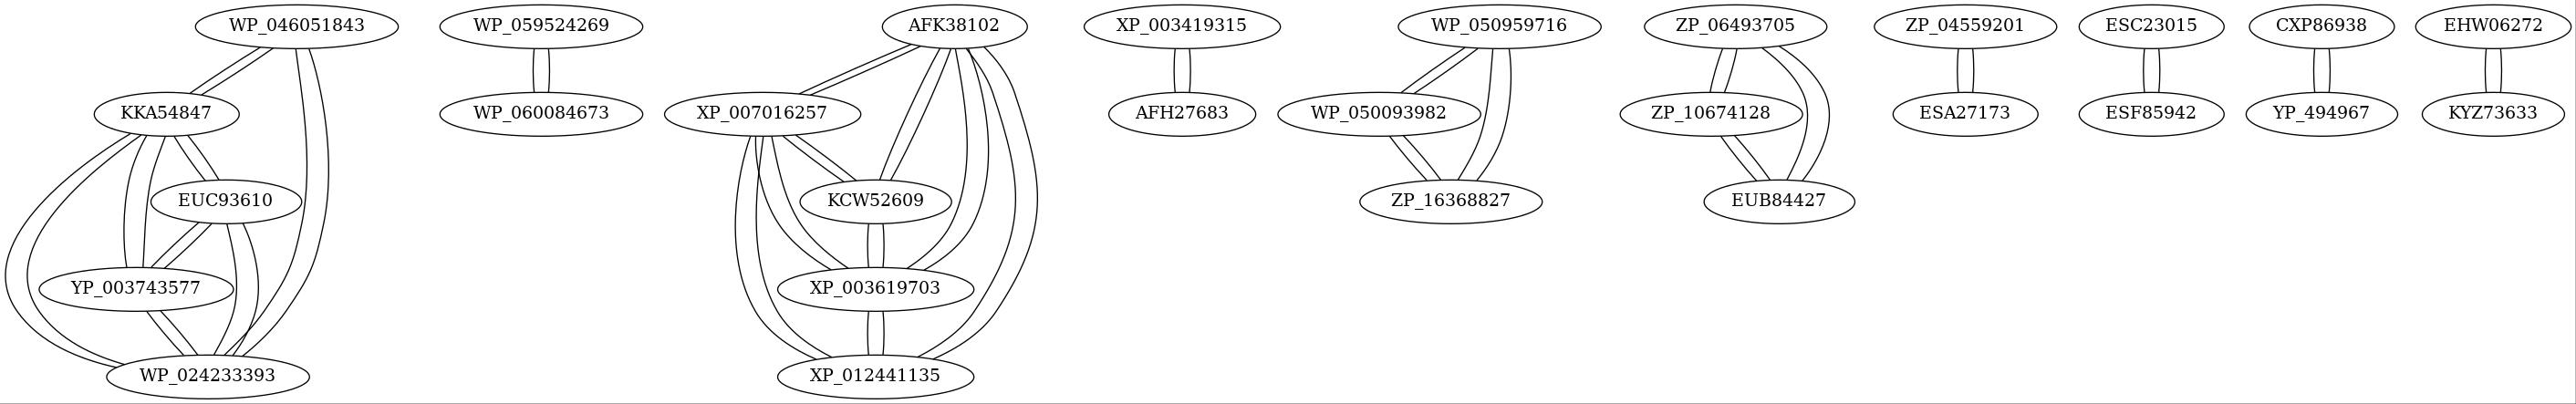 WP_046051843
WP_059524269
AFK38102
XP_003419315
WP_050959716
ZP_06493705
ZP_04559201
ESC23015
CXP86938
EHW06272
KKA54847
WP_060084673
XP_007016257
AFH27683
WP_050093982
ZP_10674128
ESA27173
ESF85942
YP_494967
KYZ73633
EUC93610
KCW52609
ZP_16368827
EUB84427
YP_003743577
XP_003619703
WP_024233393
XP_012441135